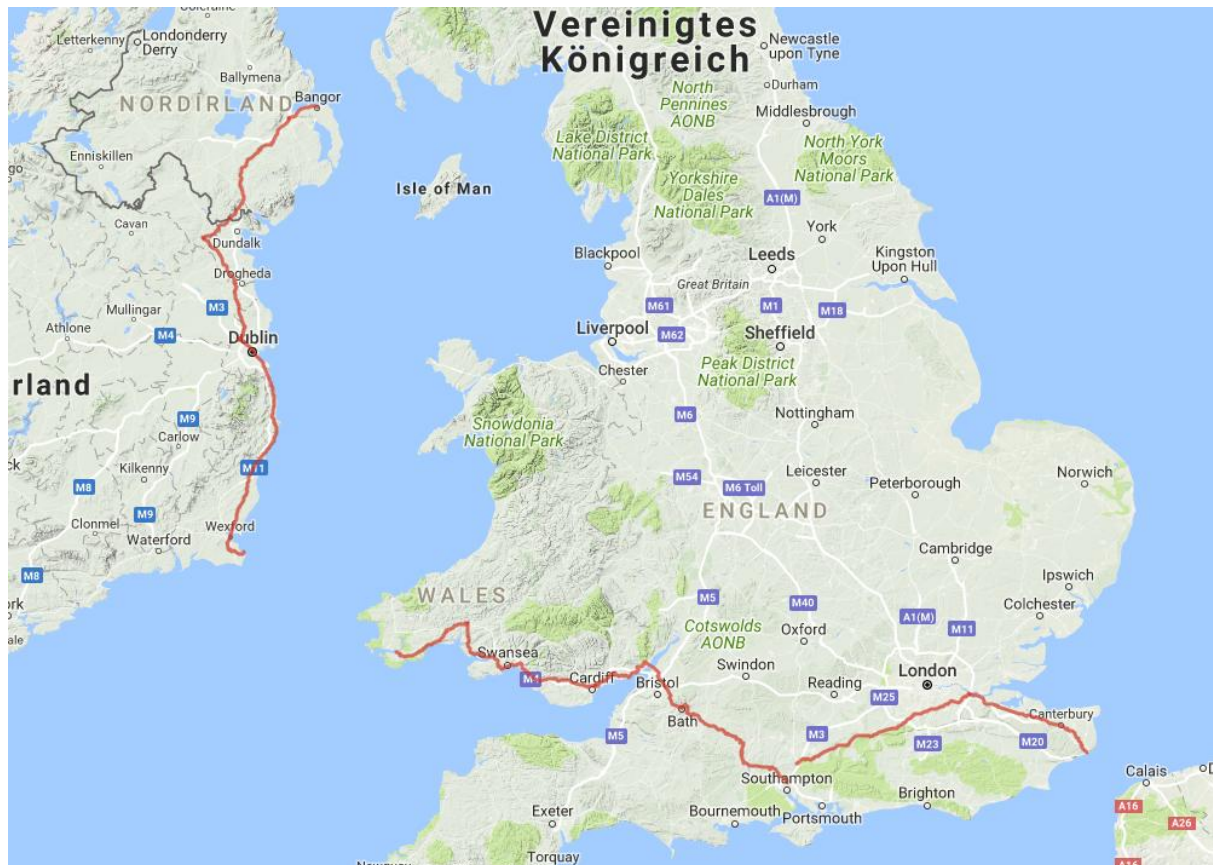 Coleraine
Vereinigtes
Königreich
Letterkenny
Londonderry
Derry
Ballymena
NORDIRLAND
Bangor
Enniskillen
Newcastle
upon Tyne
Durham
North
Pennines
AONB
Middlesbrough
Lake District
National Park
North York
Moors
National Park
Yorkshire
Dales
National Park
Isle of Man
A1(M)
York
Cavan
Dundalk
Drogheda
Blackpool
Leeds
Kingston
Upon Hull
Great Britain
M3
Mullingar
M61
M1
M18
Athlone
M4
Dublin
Liverpool
M62
Sheffield
Chester
Peak District
National Park
rland
M9
Carlow
Snowdonia
National Park
M6
Nottingham
Kilkenny
M11
M8
M54
M6 Toll
Leicester
Peterborough
Norwich
M9
Clonmel
Wexford
Waterford
ENGLAND
Cambridge
M8
Ipswich
Colchester
WALES
M5
M40
A1(M)
M11
Cotswolds
AONB
Oxford
Swansea
Swindon
London
M4
Cardiff
Bristol
Reading
M25
Bath
Canterbury
M5
M3
M23
M20
Southampton
Calais
Exeter
Bournemouth
Portsmouth
Brighton
A16
A26
Torquay
A16